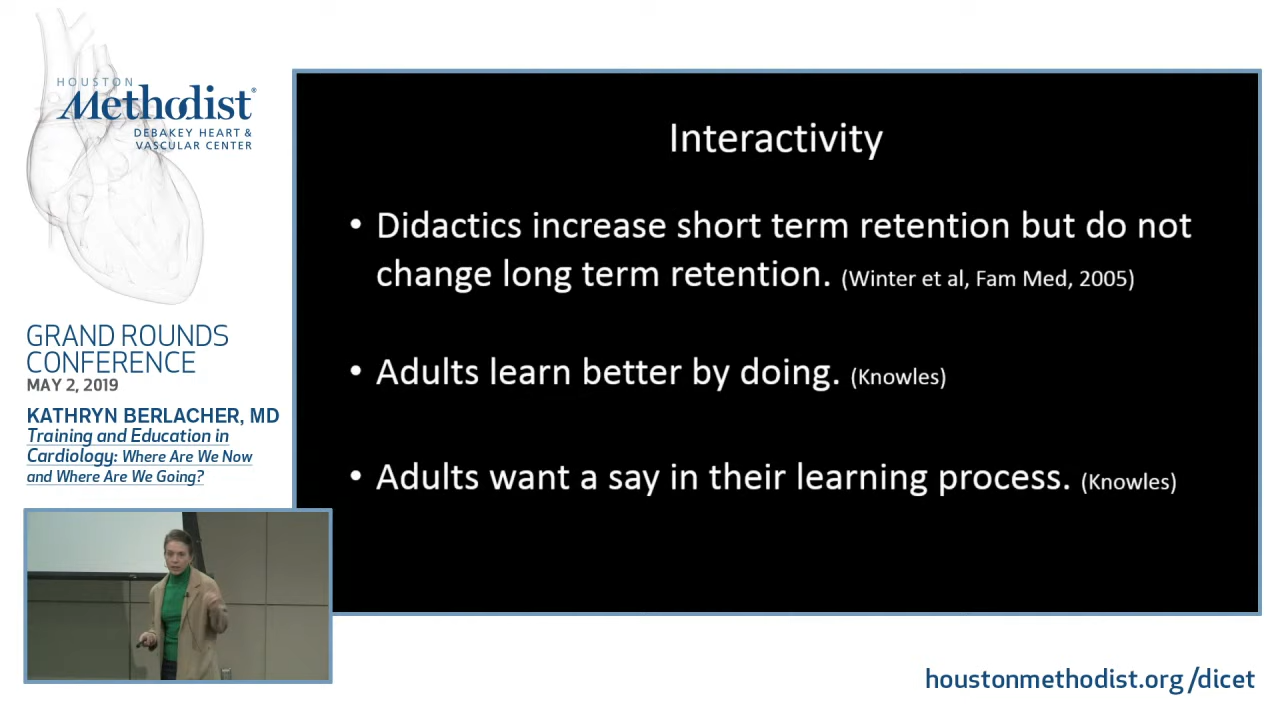 HOUSTON
Methodist®
DEBAKEY HEART &
VASCULAR CENTER
GRAND ROUNDS
CONFERENCE
MAY 2, 2019
KATHRYN BERLACHER, MD
Training and Education in
Cardiology: Where Are We Now
and Where Are We Going?
Interactivity
• Didactics increase short term retention but do not
change long term retention. (Winter et al, Fam Med, 2005)
• Adults learn better by doing. (Knowles)
• Adults want a say in their learning process. (Knowles)
houstonmethodist.org/dicet